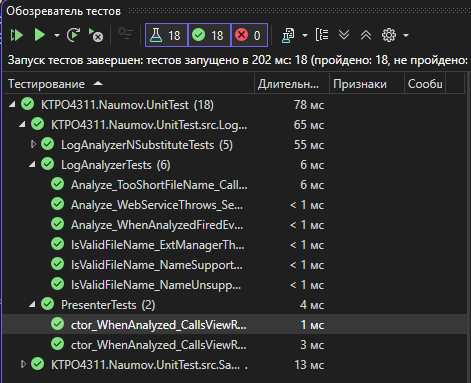 Обозреватель тестов
18 18 0
Запуск тестов завершен: тестов запущено в 202 мс: 18 (пройдено: 18, не пройдено:
Тестирование Длительн... Признаки Сообщ
KTPO4311.Naumov.UnitTest (18) 78 мс
KTPO4311.Naumov.UnitTest.src.Log... 65 мс
LogAnalyzerNSubstituteTests (5) 55 мс
LogAnalyzerTests (6) 6 мс
Analyze_TooShortFileName_Call... 6 мс
Analyze_WebServiceThrows_Se... < 1 мс
Analyze_WhenAnalyzedFiredEv... < 1 мс
IsValidFileName_ExtManagerTh... < 1 мс
IsValidFileName_NameSupport... < 1 мс
IsValidFileName_NameUnsupp... < 1 мс
PresenterTests (2) 4 мс
ctor_WhenAnalyzed_CallsViewR... 1 мс
ctor_WhenAnalyzed_CallsViewR... 3 мс
KTPO4311.Naumov.UnitTest.src.Sa... . 13 мс